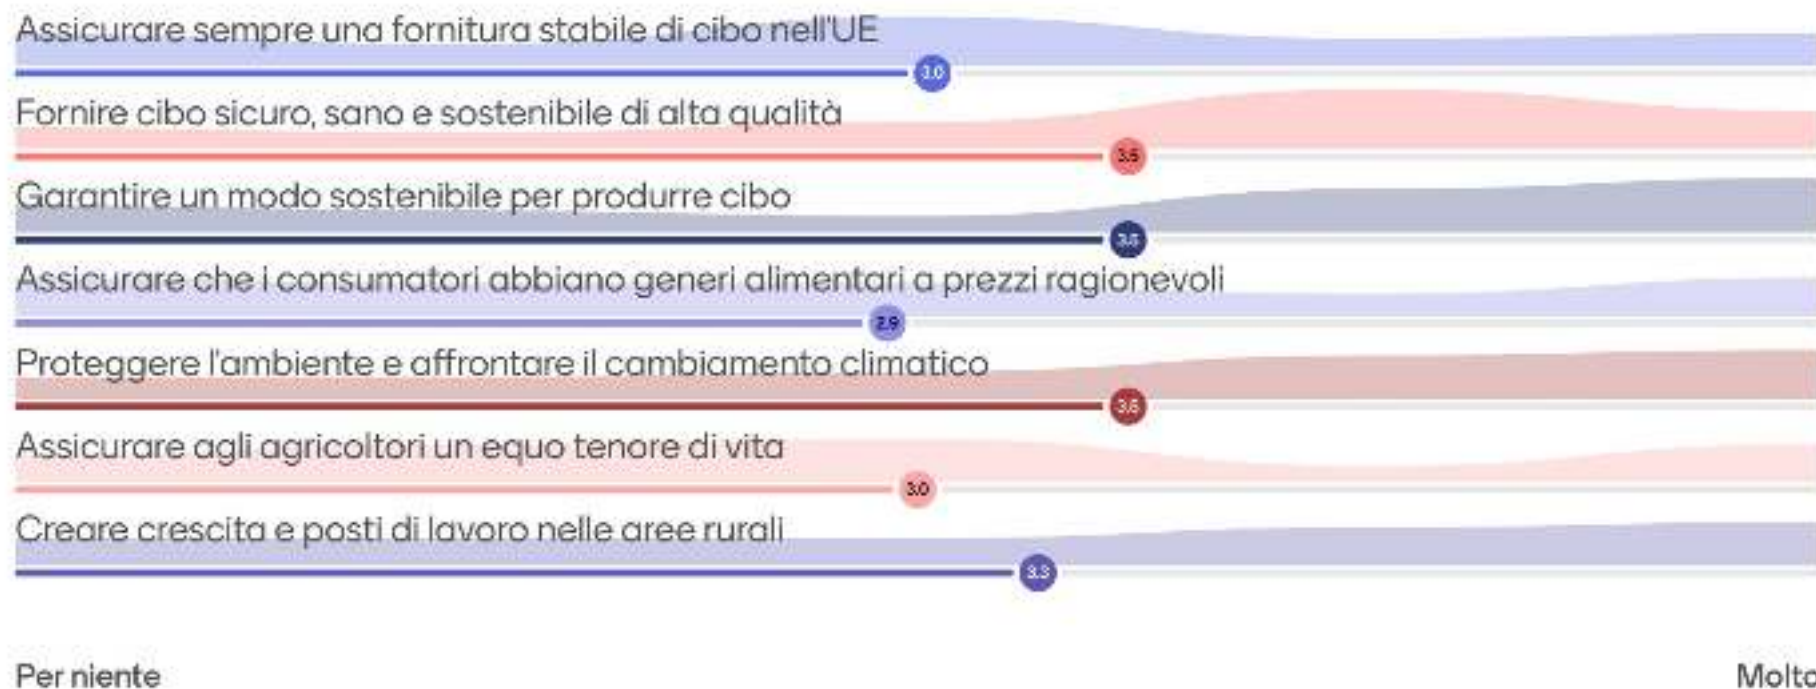 Assicurare sempre una fornitura stabile di cibo nell'UE
3.0
Fornire cibo sicuro, sano e sostenibile di alta qualità
3.5
Garantire un modo sostenibile per produrre cibo
3.5
Assicurare che i consumatori abbiano generi alimentari a prezzi ragionevoli
2.9
Proteggere l'ambiente e affrontare il cambiamento climatico
3.5
Assicurare agli agricoltori un equo tenore di vita
3.0
Creare crescita e posti di lavoro nelle aree rurali
3.3
Per niente
Molto